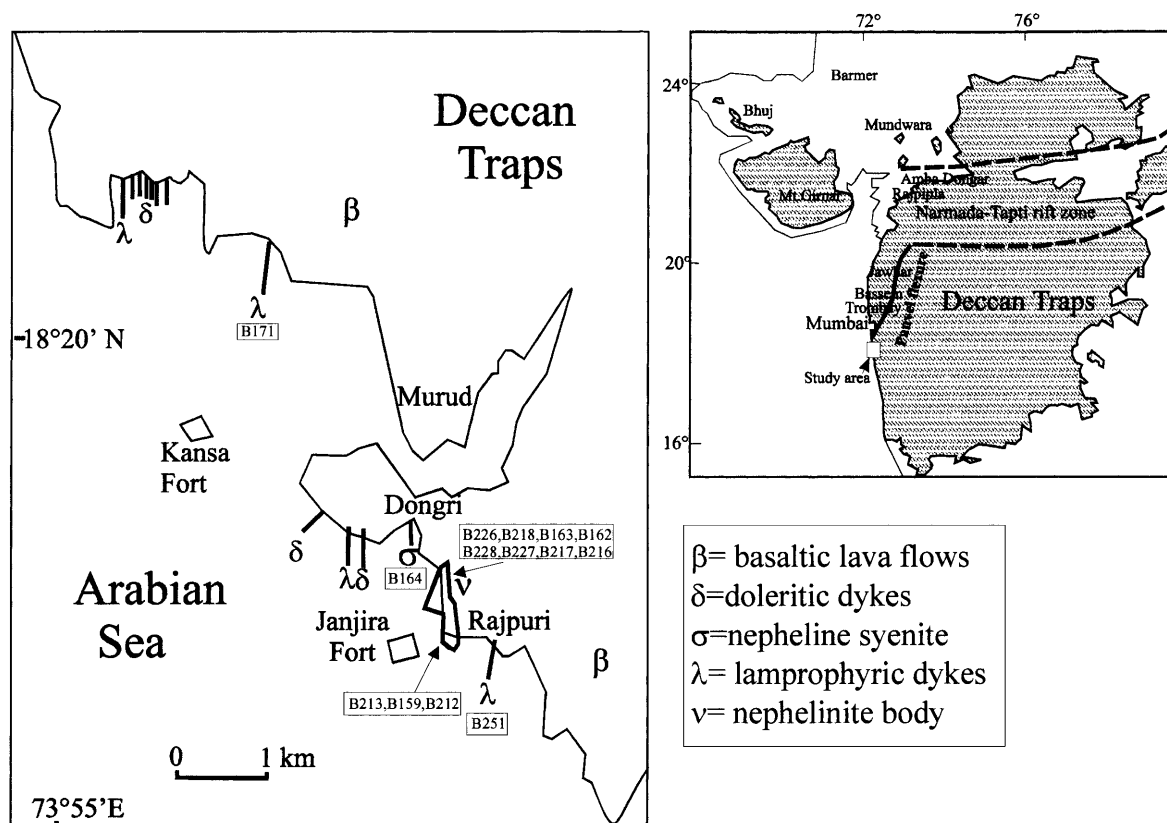 Deccan
Traps
β
δ
λ
λ
B171
18°20' N
Murud
Kansa
Fort
Dongri
B226,B218,B163,B162
B228,B227,B217,B216
δ
λ
δ
σ
B164
ν
Arabian
Sea
Janjira
Fort
Rajpuri
β
B213,B159,B212
λ
B251
0 1 km
73°55'E
72° 76°
24°
Barmer
Bhuj
Mundwara
Amba Dongar
Mt.Girnar
Rajpipla
Narmada-Tapti rift zone
20°
Jawhar
Bassein
Trombay
Panvel flexure
Deccan Traps
Mumbai
Study area
16°
β= basaltic lava flows
δ=doleritic dykes
σ=nepheline syenite
λ= lamprophyric dykes
ν= nephelinite body